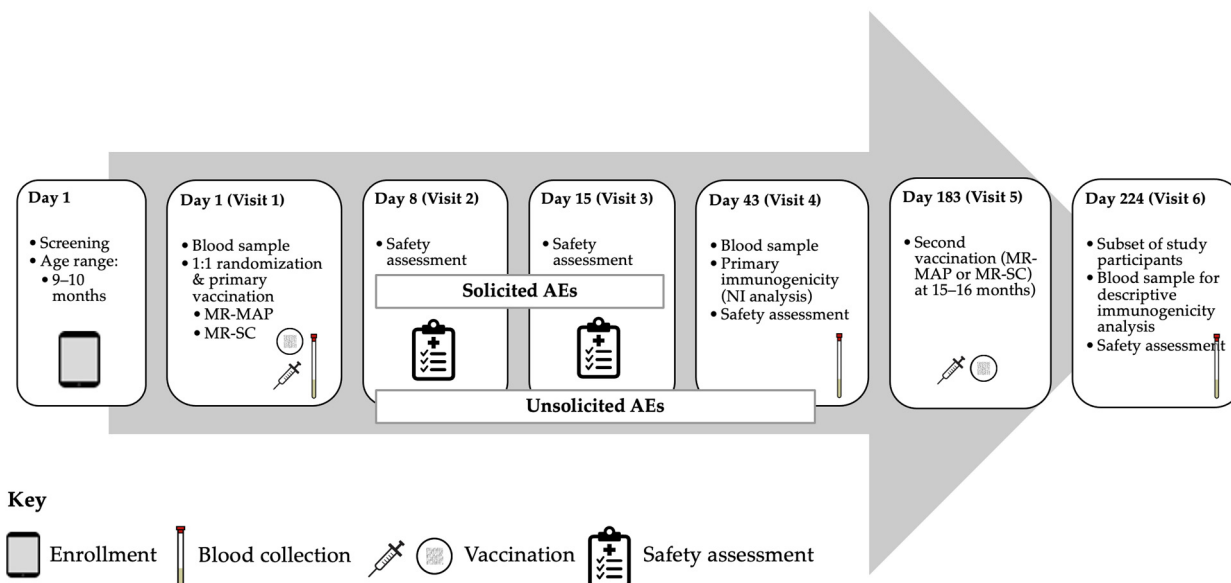 Day 1
• Screening
• Age range:
• 9–10
months
Day 1 (Visit 1)
• Blood sample
• 1:1 randomization
& primary
vaccination
• MR-MAP
• MR-SC
Day 8 (Visit 2)
• Safety
assessment
Day 15 (Visit 3)
• Safety
assessment
Solicited AEs
Unsolicited AEs
Day 43 (Visit 4)
• Blood sample
• Primary
immunogenicity
(NI analysis)
• Safety assessment
Day 183 (Visit 5)
• Second
vaccination (MR-
MAP or MR-SC)
at 15–16 months)
Day 224 (Visit 6)
• Subset of study
participants
• Blood sample for
descriptive
immunogenicity
analysis
• Safety assessment
Key
Enrollment
Blood collection
Vaccination
Safety assessment